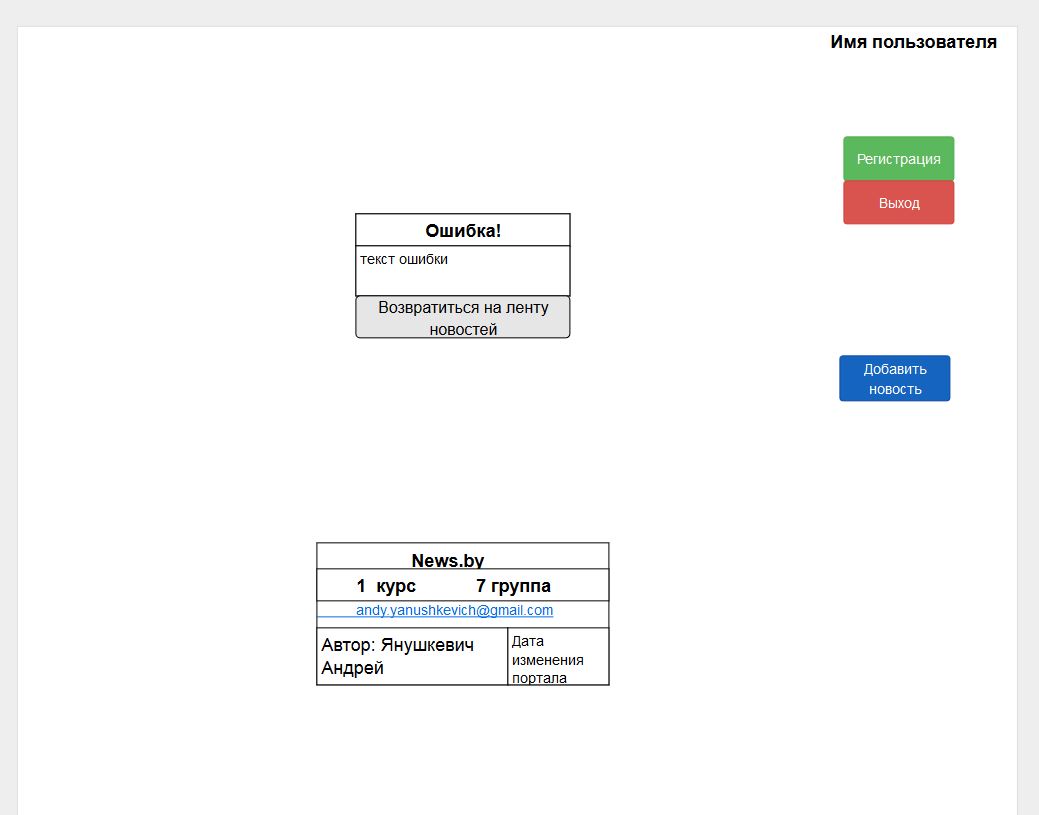 Имя пользователя
Регистрация
Выход
Ошибка!
текст ошибки
Возвратиться на ленту
новостей
Добавить
новость
News.by
1 курс 7 группа
andy.yanushkevich@gmail.com
Автор: Янушкевич
Андрей
Дата
изменения
портала